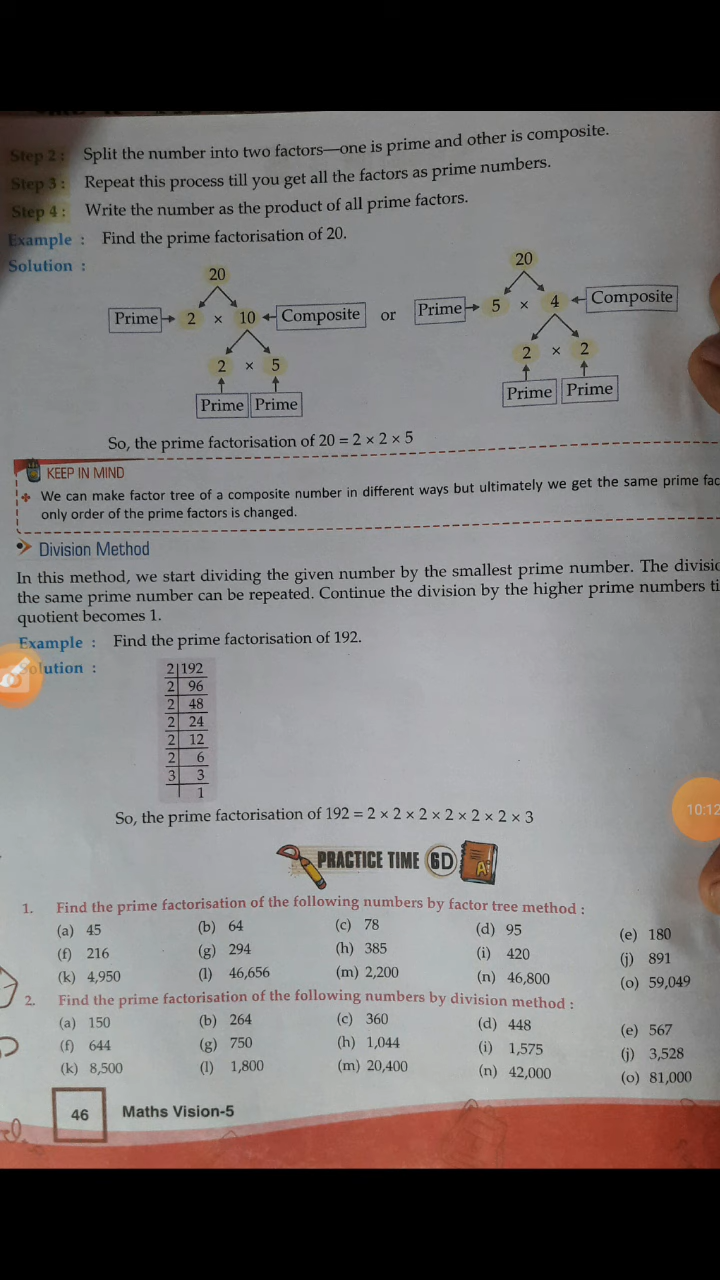 Step 2 : Split the number into two factors—one is prime and other is composite.
Step 3 : Repeat this process till you get all the factors as prime numbers.
Step 4 : Write the number as the product of all prime factors.
Example : Find the prime factorisation of 20.
Solution :
20 20
Prime 2 × 10 Composite or Prime 5 × 4 Composite
2 × 5 2 × 2
Prime Prime Prime Prime
So, the prime factorisation of 20 = 2 × 2 × 5
KEEP IN MIND
We can make factor tree of a composite number in different ways but ultimately we get the same prime fac
only order of the prime factors is changed.
Division Method
In this method, we start dividing the given number by the smallest prime number. The divisio
the same prime number can be repeated. Continue the division by the higher prime numbers ti
quotient becomes 1.
Example : Find the prime factorisation of 192.
Solution :
2 192
2 96
2 48
2 24
2 12
2 6
3 3
1
So, the prime factorisation of 192 = 2 × 2 × 2 × 2 × 2 × 2 × 3
10:12
PRACTICE TIME 6D
1. Find the prime factorisation of the following numbers by factor tree method :
(a) 45 (b) 64 (c) 78 (d) 95 (e) 180
(f) 216 (g) 294 (h) 385 (i) 420 (j) 891
(k) 4,950 (l) 46,656 (m) 2,200 (n) 46,800 (o) 59,049
2. Find the prime factorisation of the following numbers by division method :
(a) 150 (b) 264 (c) 360 (d) 448 (e) 567
(f) 644 (g) 750 (h) 1,044 (i) 1,575 (j) 3,528
(k) 8,500 (l) 1,800 (m) 20,400 (n) 42,000 (o) 81,000
46 Maths Vision-5